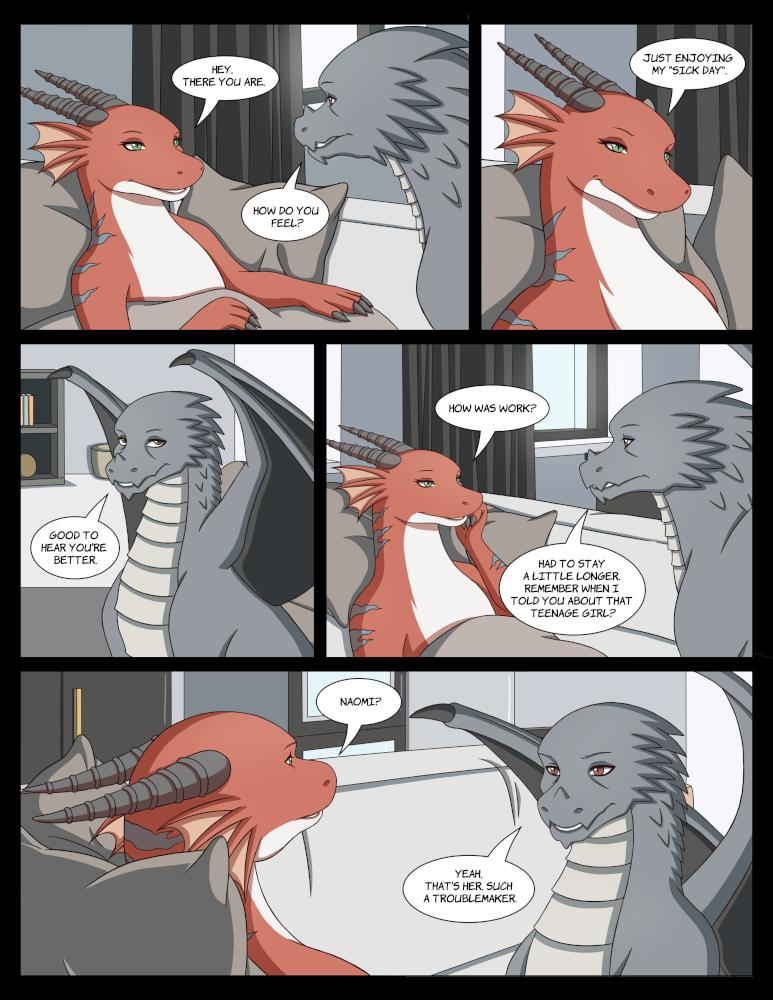 HEY.
THERE YOU ARE.
HOW DO YOU
FEEL?
JUST ENJOYING
MY "SICK DAY".
GOOD TO
HEAR YOU'RE
BETTER.
HOW WAS WORK?
HAD TO STAY
A LITTLE LONGER.
REMEMBER WHEN I
TOLD YOU ABOUT THAT
TEENAGE GIRL?
NAOMI?
YEAH.
THAT'S HER. SUCH
A TROUBLEMAKER.